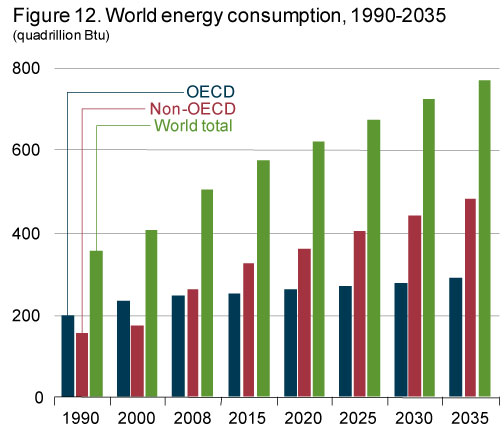 Figure 12. World energy consumption, 1990-2035
(quadrillion Btu)
800
OECD
Non-OECD
World total
600
400
200
0
1990 2000 2008 2015 2020 2025 2030 2035